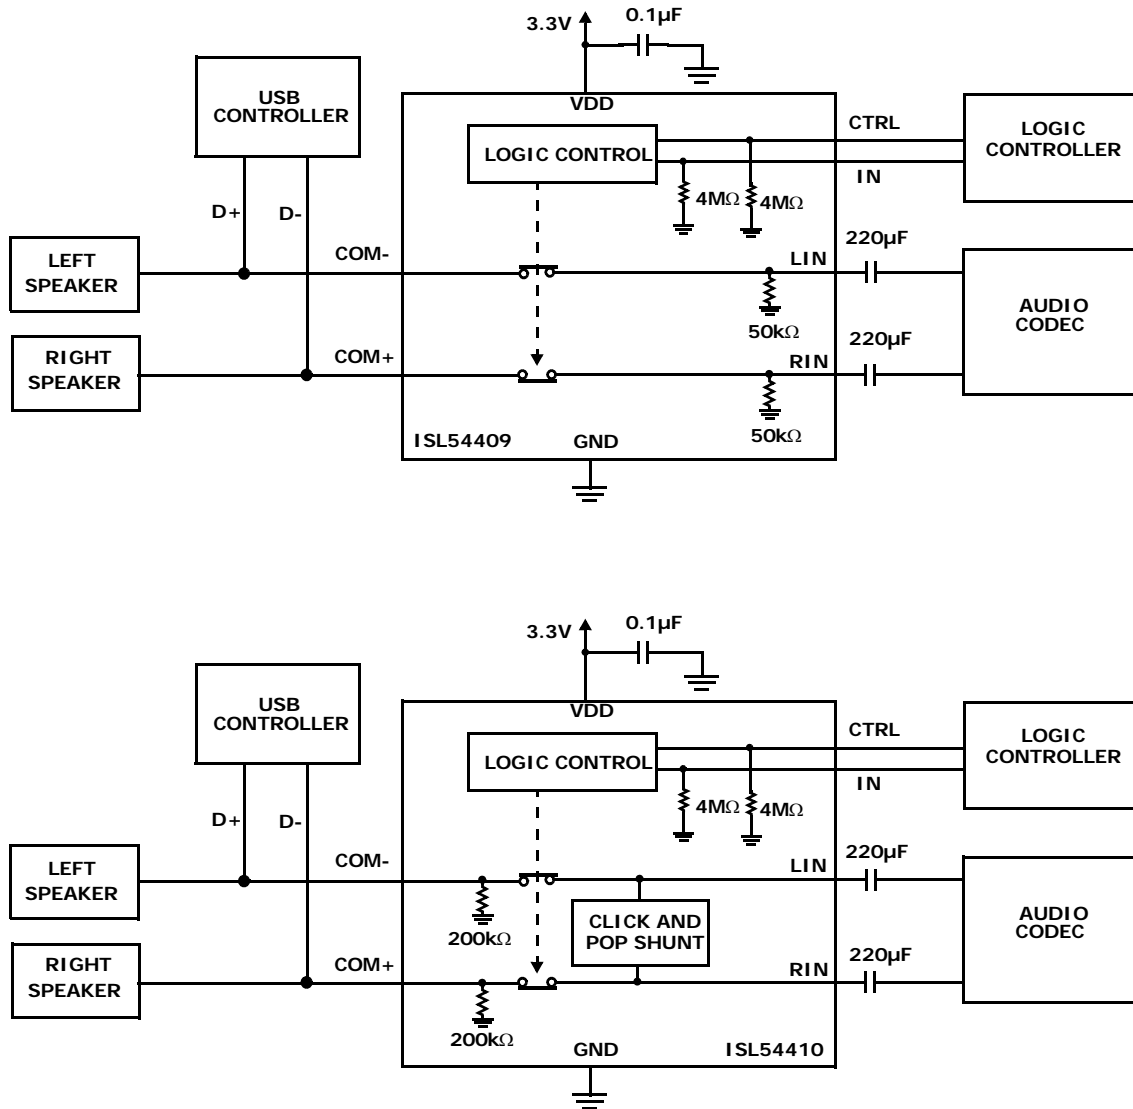 3.3V
0.1µF
USB
CONTROLLER
VDD
LOGIC CONTROL
CTRL
IN
LOGIC
CONTROLLER
4MΩ
4MΩ
D+
D-
220µF
LEFT
SPEAKER
COM-
LIN
50kΩ
AUDIO
CODEC
220µF
RIGHT
SPEAKER
COM+
RIN
50kΩ
ISL54409
GND
3.3V
0.1µF
USB
CONTROLLER
VDD
LOGIC CONTROL
CTRL
IN
LOGIC
CONTROLLER
4MΩ
4MΩ
D+
D-
220µF
LEFT
SPEAKER
COM-
LIN
200kΩ
CLICK AND
POP SHUNT
AUDIO
CODEC
220µF
RIGHT
SPEAKER
COM+
RIN
200kΩ
GND
ISL54410